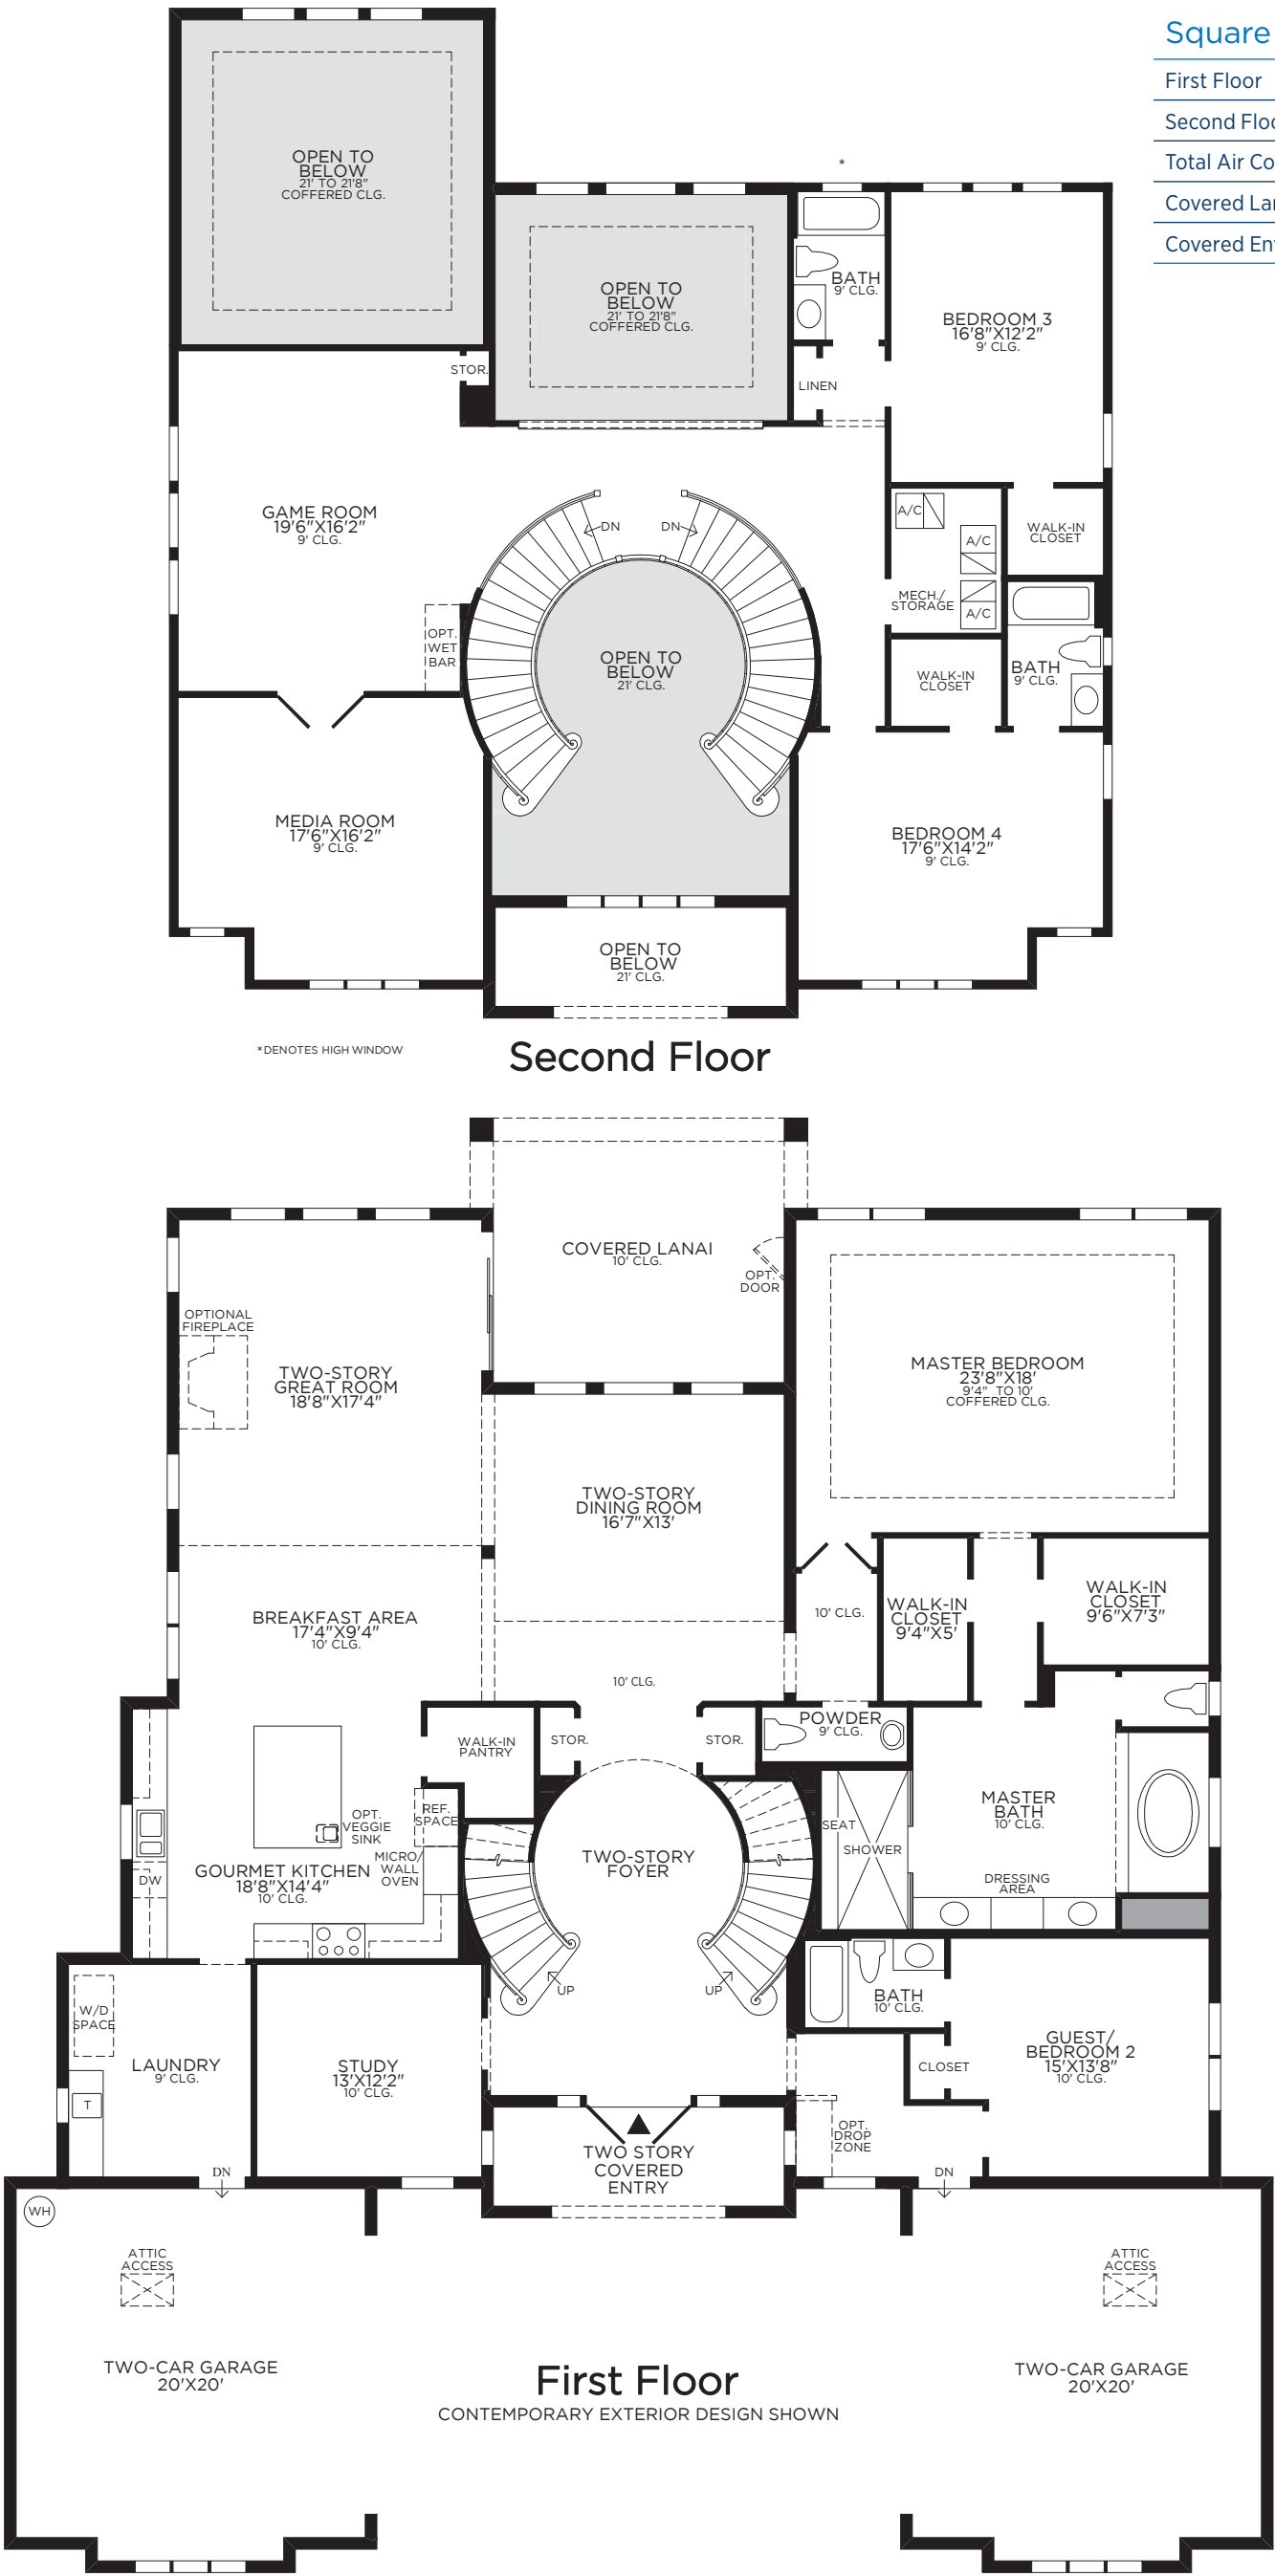 Square
First Floor
Second Floo
Total Air Co
Covered Lan
Covered Ent
OPEN TO
BELOW
21' TO 21'8"
COFFERED CLG.
*
OPEN TO
BELOW
21' TO 21'8"
COFFERED CLG.
BATH
9' CLG.
BEDROOM 3
16'8"X12'2"
9' CLG.
STOR.
LINEN
GAME ROOM
19'6"X16'2"
9' CLG.
DN
DN
A/C
A/C
A/C
MECH./
STORAGE
WALK-IN
CLOSET
OPT.
WET
BAR
OPEN TO
BELOW
21' CLG.
WALK-IN
CLOSET
BATH
9' CLG.
MEDIA ROOM
17'6"X16'2"
9' CLG.
BEDROOM 4
17'6"X14'2"
9' CLG.
OPEN TO
BELOW
21' CLG.
*DENOTES HIGH WINDOW
Second Floor
COVERED LANAI
10' CLG.
OPT.
DOOR
OPTIONAL
FIREPLACE
TWO-STORY
GREAT ROOM
18'8"X17'4"
MASTER BEDROOM
23'8"X18'
9'4" TO 10'
COFFERED CLG.
TWO-STORY
DINING ROOM
16'7"X13'
BREAKFAST AREA
17'4"X9'4"
10' CLG.
10' CLG.
10' CLG.
WALK-IN
CLOSET
9'4"X5'
WALK-IN
CLOSET
9'6"X7'3"
WALK-IN
PANTRY
STOR.
STOR.
POWDER
9' CLG.
OPT.
VEGGIE
SINK
REF.
SPACE
MICRO/
WALL
OVEN
DW
GOURMET KITCHEN
18'8"X14'4"
10' CLG.
TWO-STORY
FOYER
SEAT
SHOWER
MASTER
BATH
10' CLG.
DRESSING
AREA
UP
UP
W/D
SPACE
LAUNDRY
9' CLG.
T
STUDY
13'X12'2"
10' CLG.
BATH
10' CLG.
CLOSET
GUEST/
BEDROOM 2
15'X13'8"
10' CLG.
OPT.
DROP
ZONE
TWO STORY
COVERED
ENTRY
DN
DN
WH
ATTIC
ACCESS
ATTIC
ACCESS
TWO-CAR GARAGE
20'X20'
TWO-CAR GARAGE
20'X20'
First Floor
CONTEMPORARY EXTERIOR DESIGN SHOWN